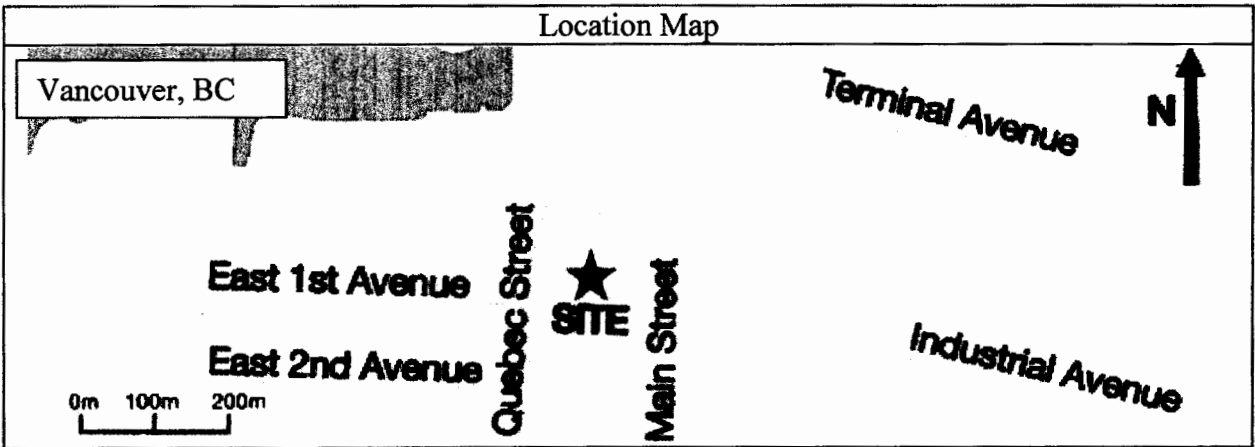 Location Map
Vancouver, BC
Terminal Avenue
N
East 1st Avenue
Quebec Street
SITE
Main Street
East 2nd Avenue
Industrial Avenue
0m 100m 200m